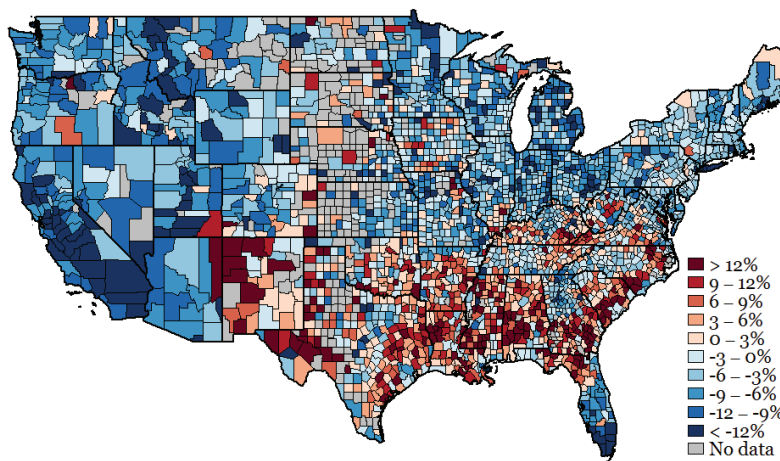 > 12%
9 – 12%
6 – 9%
3 – 6%
0 – 3%
-3 – 0%
-6 – -3%
-9 – -6%
-12 – -9%
< -12%
No data